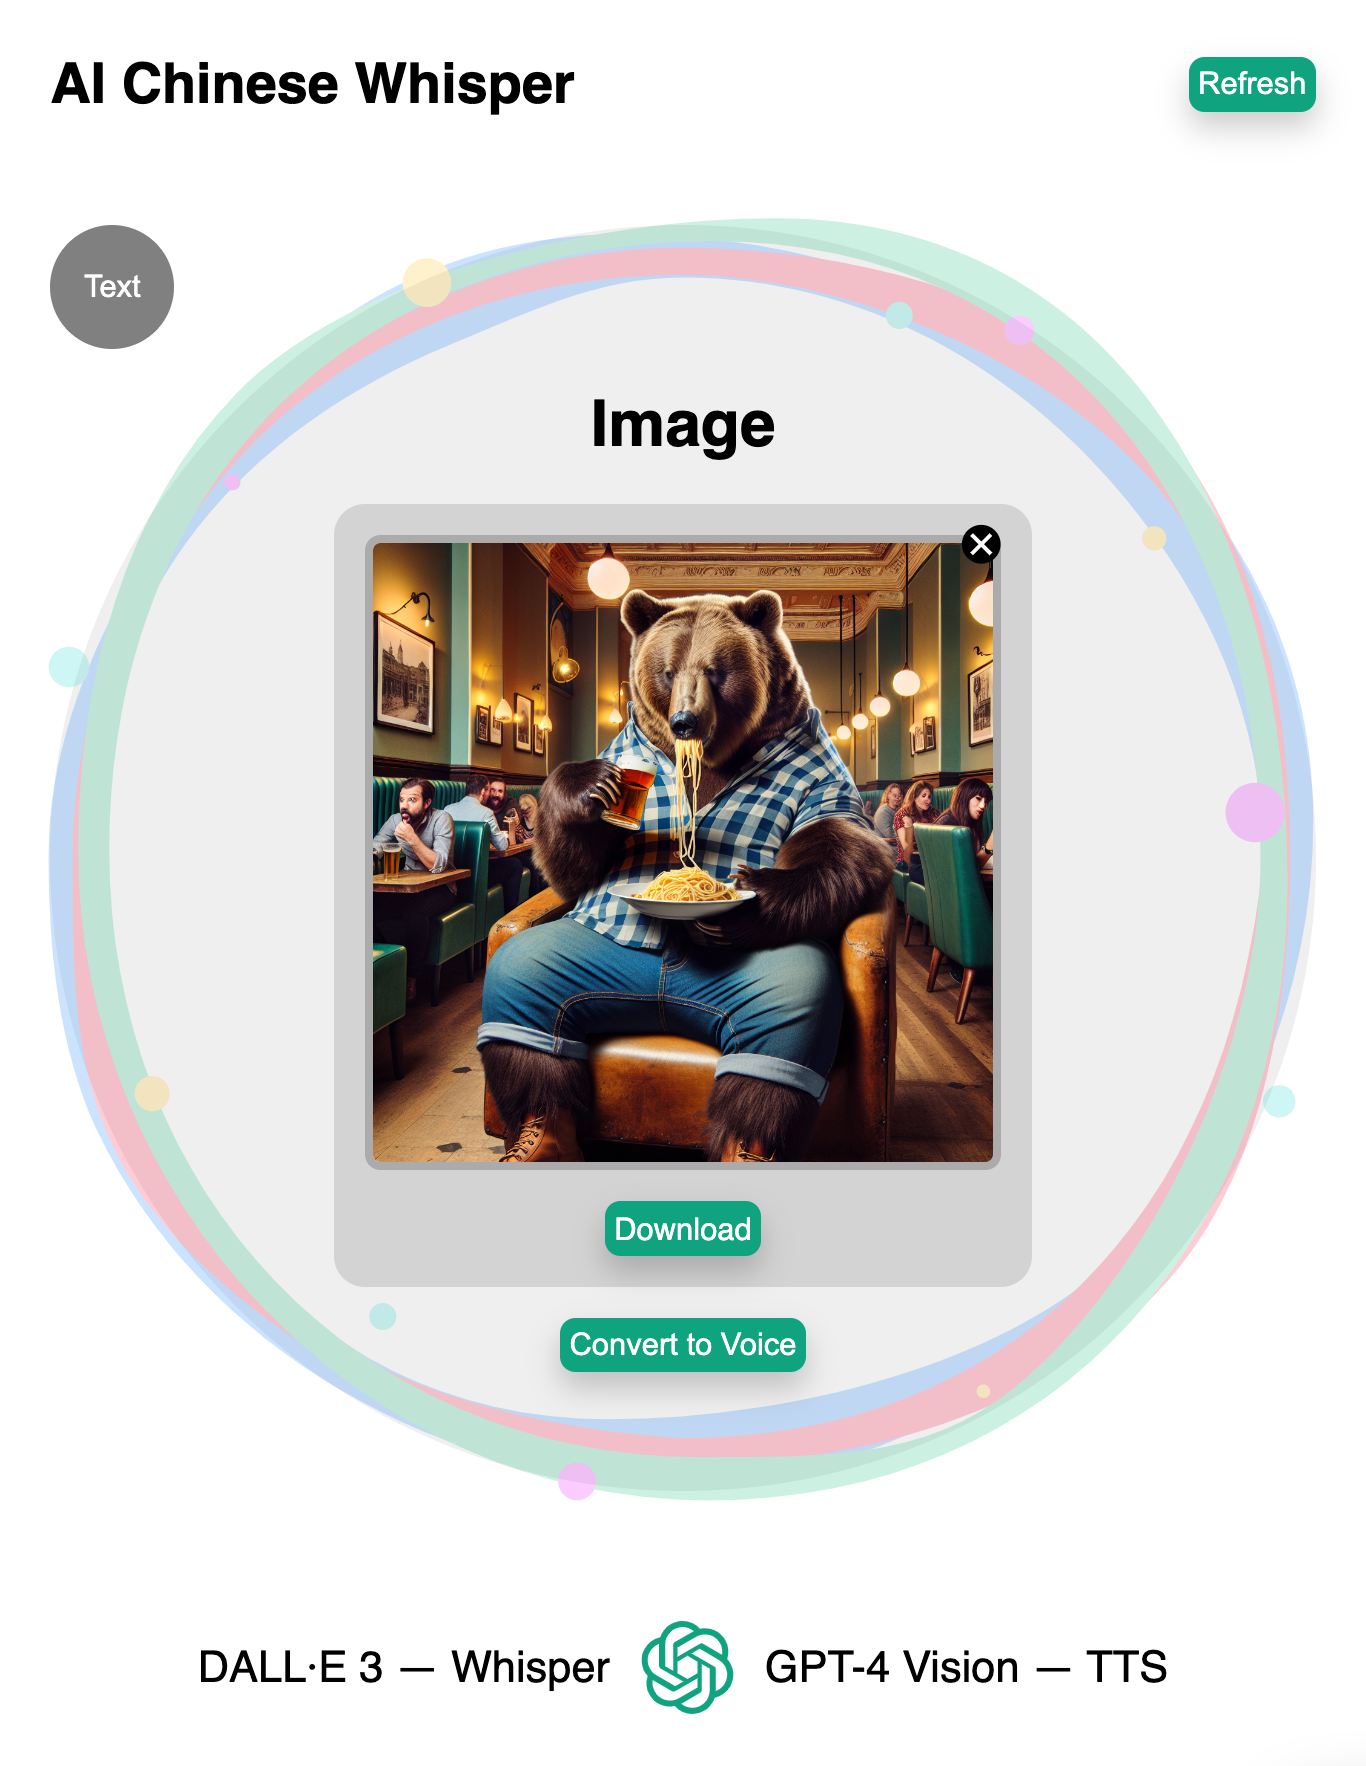 AI Chinese Whisper
Refresh
Text
Image
Download
Convert to Voice
DALL·E 3 — Whisper
GPT-4 Vision — TTS